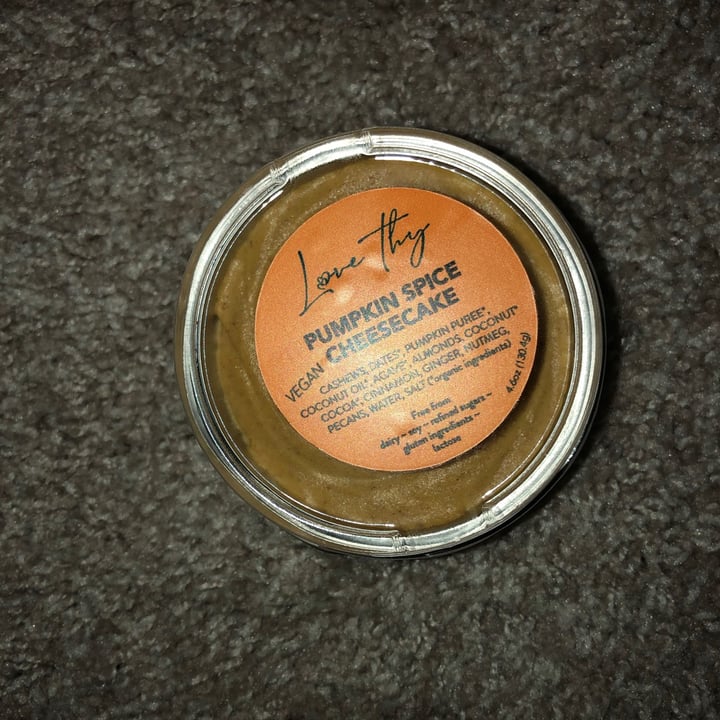 Love Thy
PUMPKIN SPICE
VEGAN CHEESECAKE
CASHEWS, DATES*, PUMPKIN PUREE*,
COCONUT OIL*, AGAVE*, ALMONDS, COCONUT*
COCOA*, CINNAMON, GINGER, NUTMEG,
PECANS, WATER, SALT (*organic ingredients)
4.6oz (130.4g)
Free from
dairy ~ soy ~ refined sugars ~
gluten ingredients ~
lactose